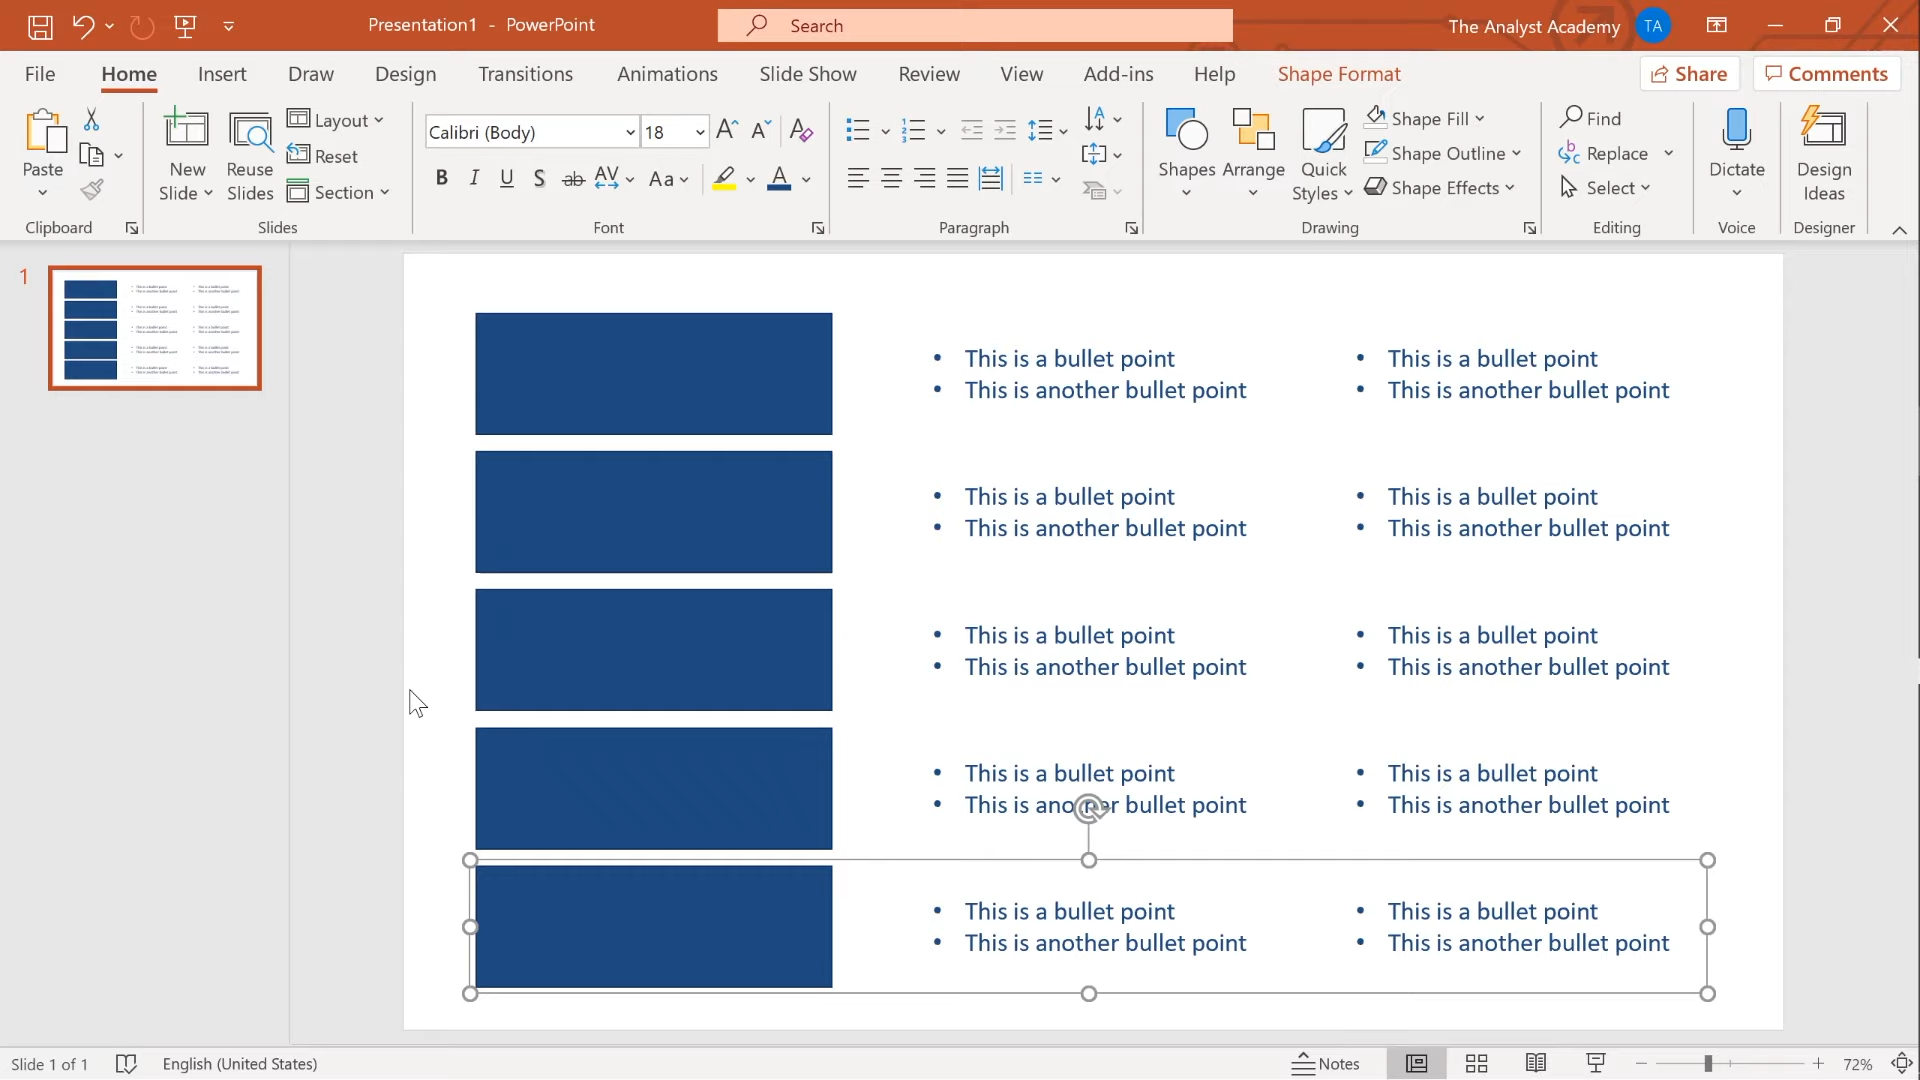 Presentation1 - PowerPoint
Search
The Analyst Academy
TA
File
Home
Insert
Draw
Design
Transitions
Animations
Slide Show
Review
View
Add-ins
Help
Shape Format
Share
Comments
Paste
Clipboard
New
Slide
Reuse
Slides
Layout
Reset
Section
Slides
Calibri (Body)
18
B I U S ab AV Aa A
Font
Paragraph
Shapes
Arrange
Quick
Styles
Shape Fill
Shape Outline
Shape Effects
Drawing
Find
Replace
Select
Editing
Dictate
Voice
Design
Ideas
Designer
1
• This is a bullet point
• This is another bullet point
• This is a bullet point
• This is another bullet point
• This is a bullet point
• This is another bullet point
• This is a bullet point
• This is another bullet point
• This is a bullet point
• This is another bullet point
• This is a bullet point
• This is another bullet point
• This is a bullet point
• This is another bullet point
• This is a bullet point
• This is another bullet point
• This is a bullet point
• This is another bullet point
• This is a bullet point
• This is another bullet point
Slide 1 of 1
English (United States)
Notes
72%